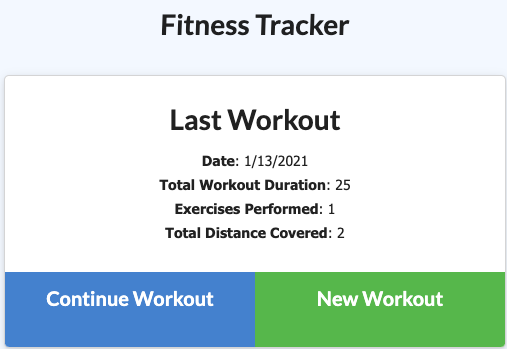 Fitness Tracker
Last Workout
Date: 1/13/2021
Total Workout Duration: 25
Exercises Performed: 1
Total Distance Covered: 2
Continue Workout
New Workout